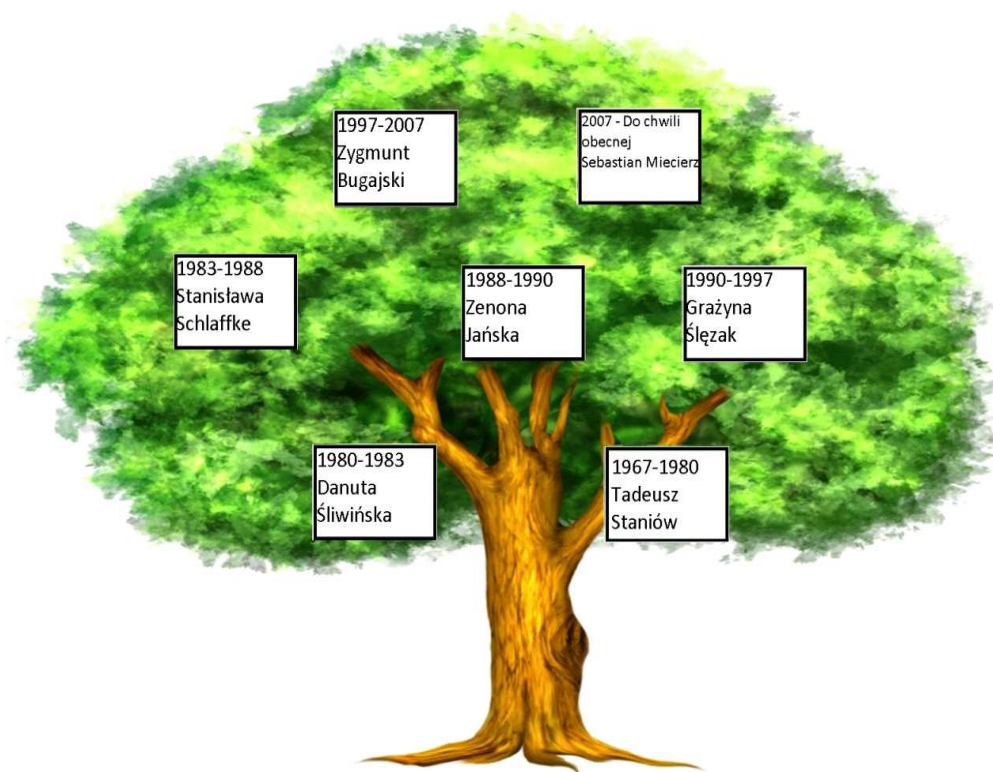 1997-2007
Zygmunt
Bugajski
2007 - Do chwili
obecnej
Sebastian Miecierz
1983-1988
Stanisława
Schlaffke
1988-1990
Zenona
Jańska
1990-1997
Grażyna
Ślęzak
1980-1983
Danuta
Śliwińska
1967-1980
Tadeusz
Staniów